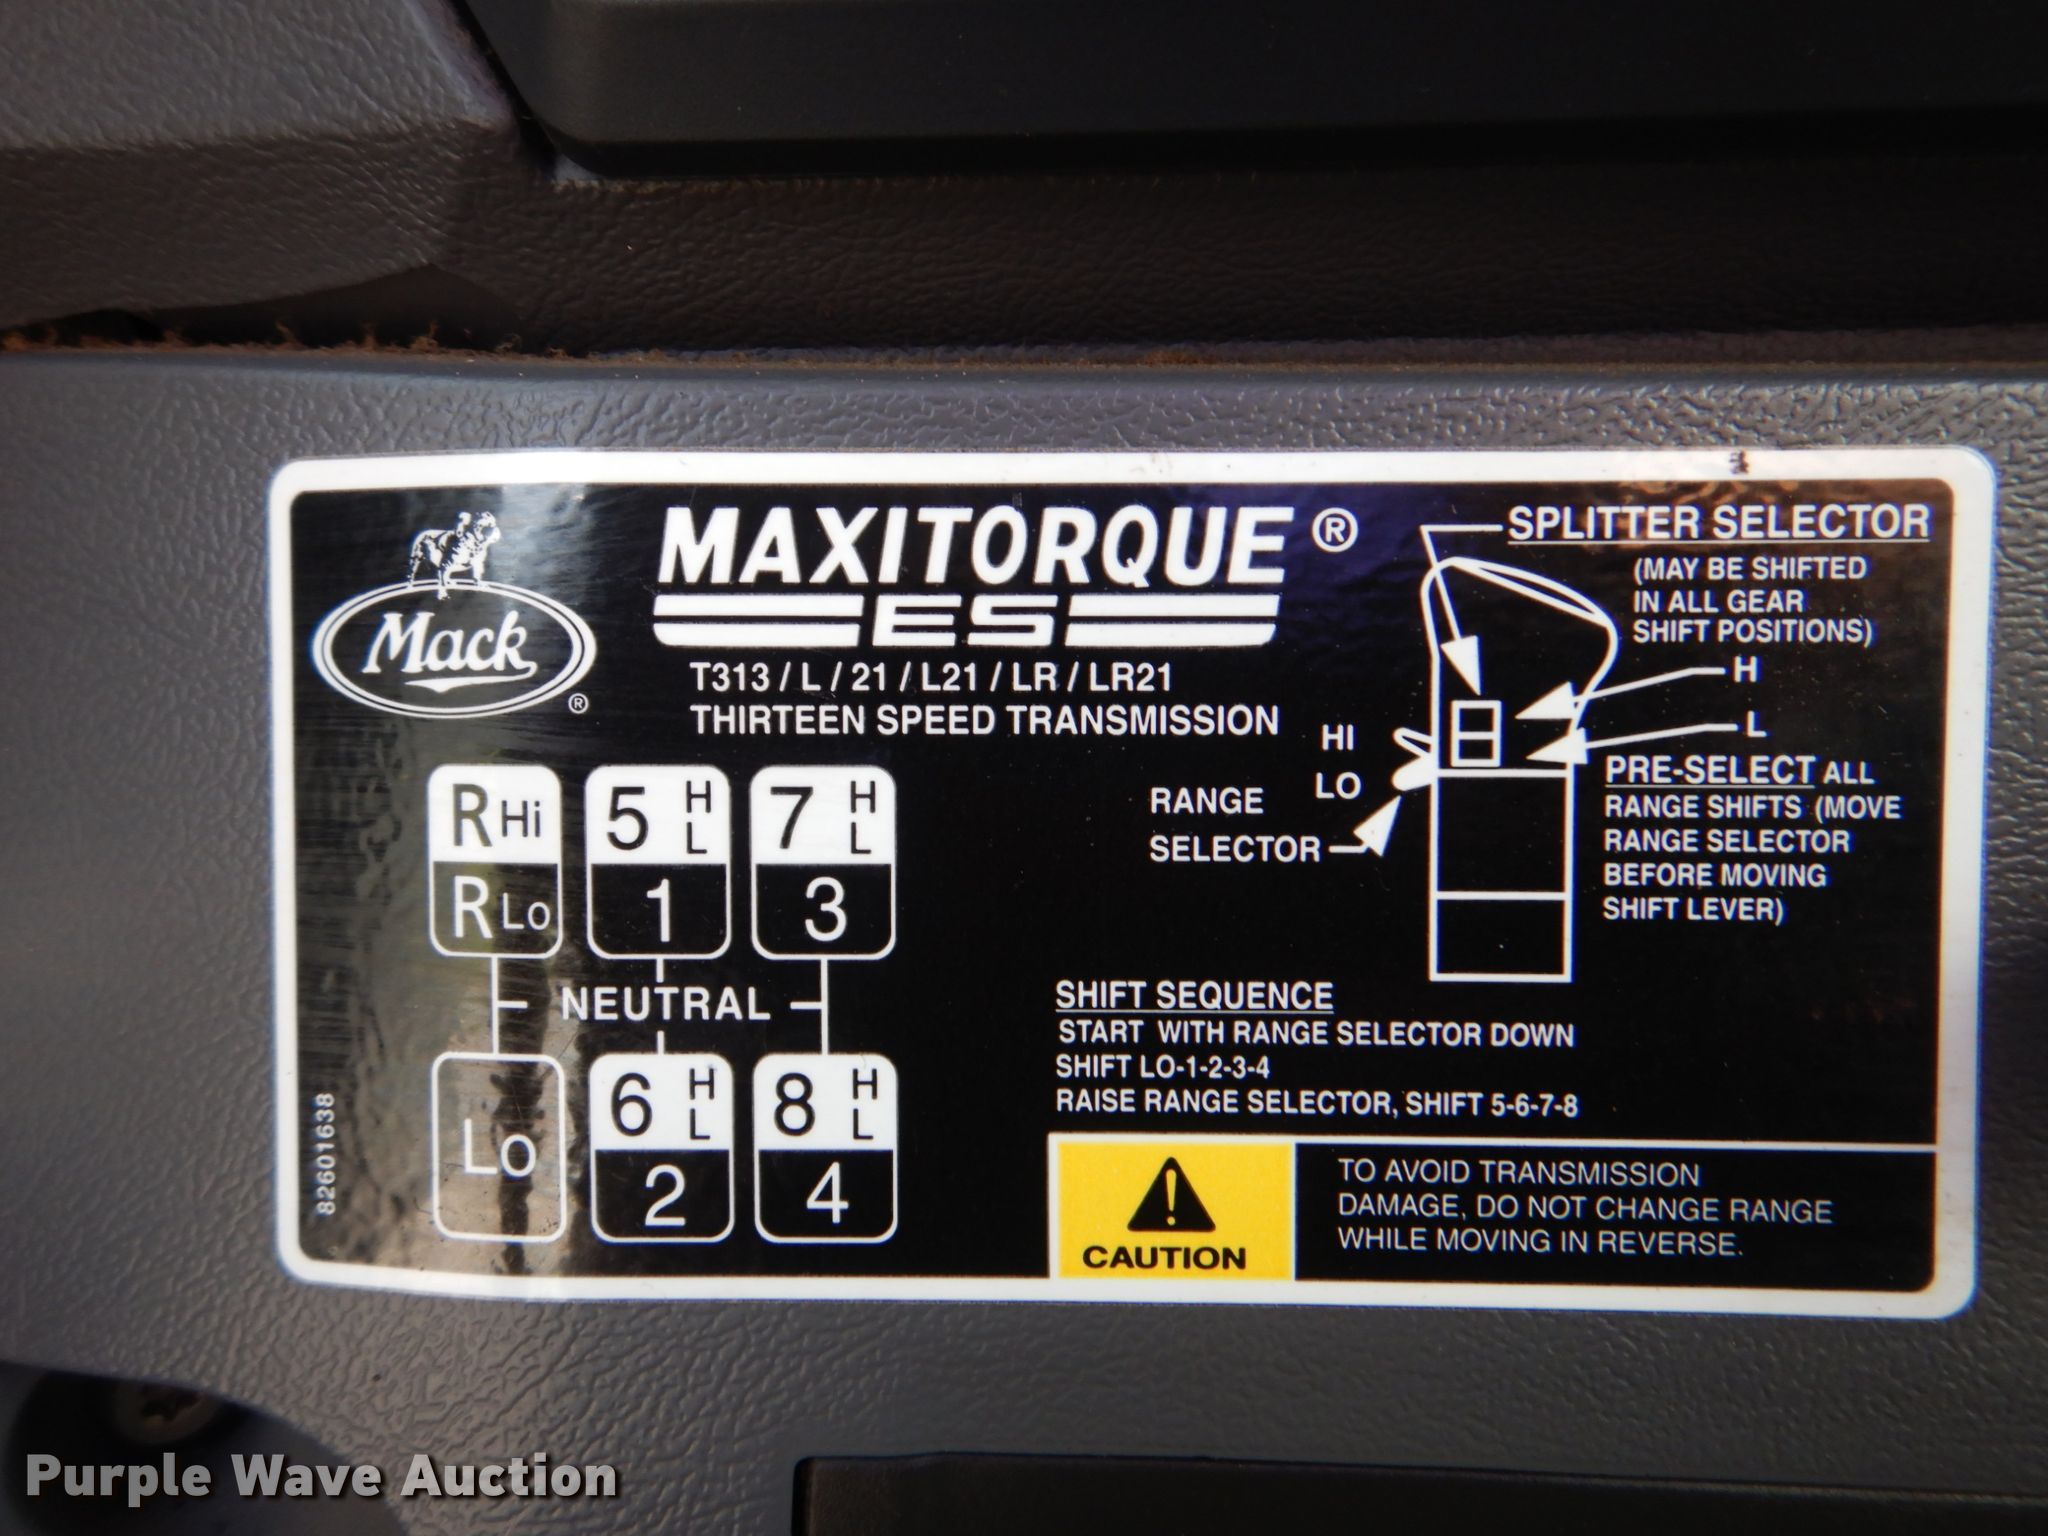 Mack ®
MAXITORQUE ®
ES
T313 / L / 21 / L21 / LR / LR21
THIRTEEN SPEED TRANSMISSION
R Hi
R Lo
5 H L
1
7 H L
3
NEUTRAL
Lo
6 H L
2
8 H L
4
82601638
SPLITTER SELECTOR
(MAY BE SHIFTED
IN ALL GEAR
SHIFT POSITIONS)
H
L
HI
LO
RANGE
SELECTOR
PRE-SELECT ALL
RANGE SHIFTS (MOVE
RANGE SELECTOR
BEFORE MOVING
SHIFT LEVER)
SHIFT SEQUENCE
START WITH RANGE SELECTOR DOWN
SHIFT LO-1-2-3-4
RAISE RANGE SELECTOR, SHIFT 5-6-7-8
CAUTION
TO AVOID TRANSMISSION
DAMAGE, DO NOT CHANGE RANGE
WHILE MOVING IN REVERSE.
Purple Wave Auction